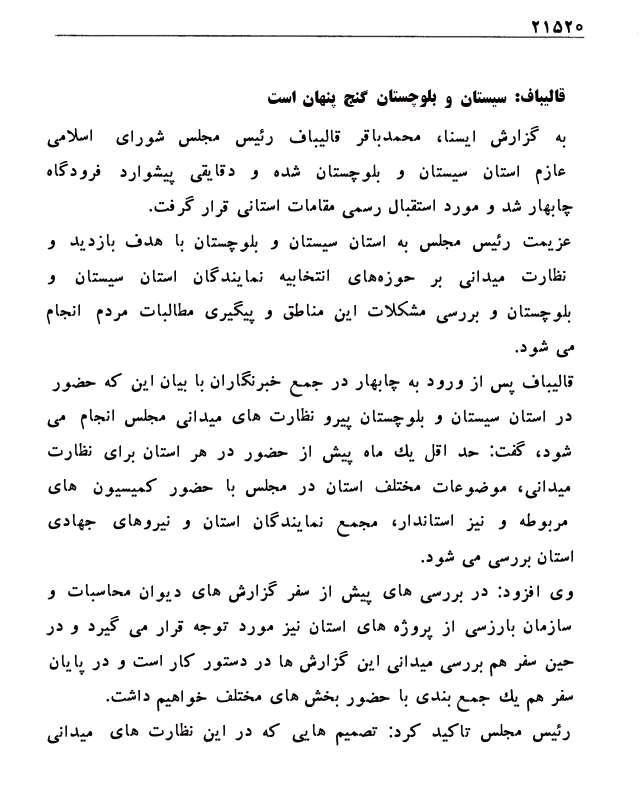 ۲۱۵۲۰
قالیباف: سیستان و بلوچستان گنج پنهان است
به گزارش ایسنا، محمدباقر قالیباف رئیس مجلس شورای اسلامی
عازم استان سیستان و بلوچستان شده و دقایقی پیشوارد فرودگاه
چابهار شد و مورد استقبال رسمی مقامات استانی قرار گرفت.
عزیمت رئیس مجلس به استان سیستان و بلوچستان با هدف بازدید و
نظارت میدانی بر حوزه‌های انتخابیه نمایندگان استان سیستان و
بلوچستان و بررسی مشکلات این مناطق و پیگیری مطالبات مردم انجام
می شود.
قالیباف پس از ورود به چابهار در جمع خبرنگاران با بیان این که حضور
در استان سیستان و بلوچستان پیرو نظارت های میدانی مجلس انجام می
شود، گفت: حد اقل یك ماه پیش از حضور در هر استان برای نظارت
میدانی، موضوعات مختلف استان در مجلس با حضور کمیسیون های
مربوطه و نیز استاندار، مجمع نمایندگان استان و نیروهای جهادی
استان بررسی می شود.
وی افزود: در بررسی های پیش از سفر گزارش های دیوان محاسبات و
سازمان بارزسی از پروژه های استان نیز مورد توجه قرار می گیرد و در
حین سفر هم بررسی میدانی این گزارش ها در دستور کار است و در پایان
سفر هم یك جمع بندی با حضور بخش های مختلف خواهیم داشت.
رئیس مجلس تاکید کرد: تصمیم هایی که در این نظارت های میدانی